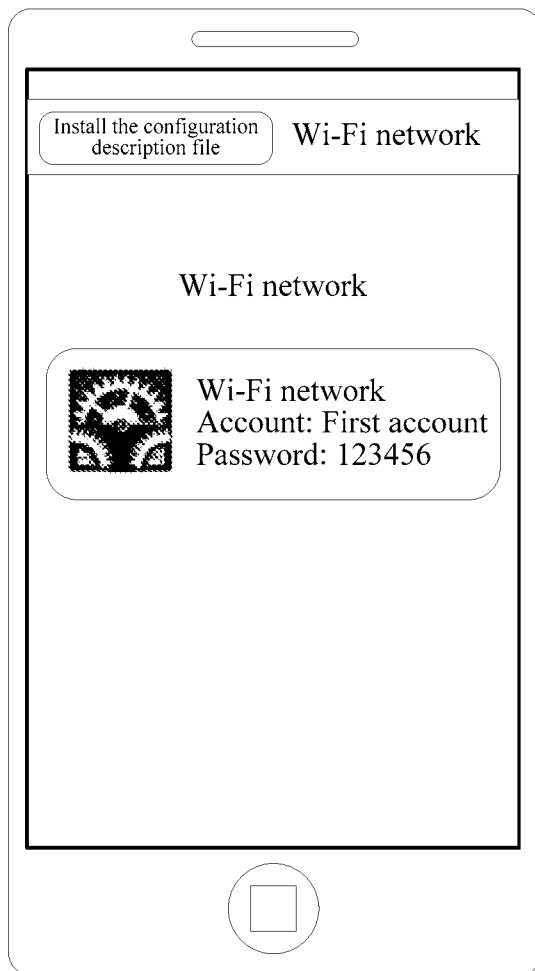 Install the configuration
description file
Wi-Fi network
Wi-Fi network
Wi-Fi network
Account: First account
Password: 123456